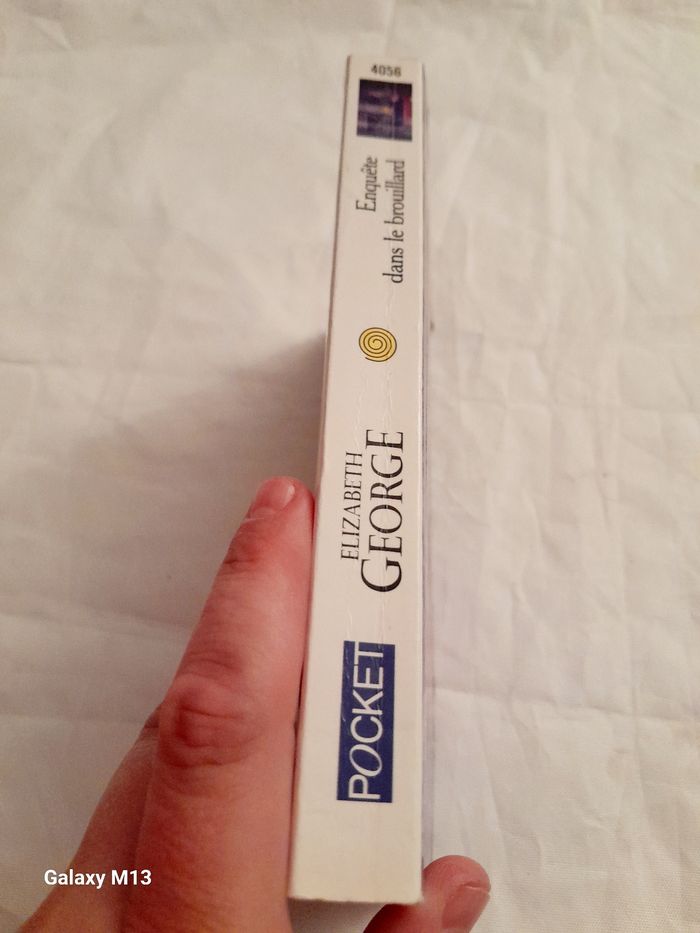 4056
Enquête
dans le brouillard
ELIZABETH
GEORGE
POCKET
Galaxy M13